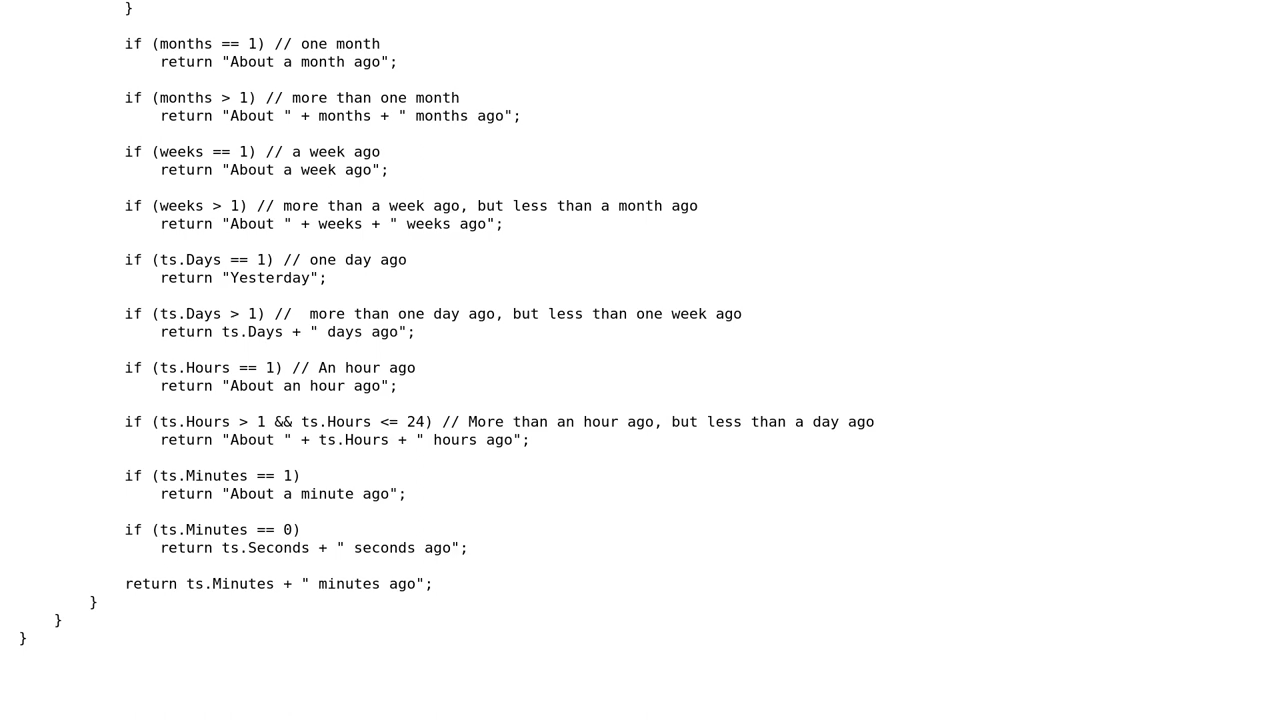 }
if (months == 1) // one month
return "About a month ago";
if (months > 1) // more than one month
return "About " + months + " months ago";
if (weeks == 1) // a week ago
return "About a week ago";
if (weeks > 1) // more than a week ago, but less than a month ago
return "About " + weeks + " weeks ago";
if (ts.Days == 1) // one day ago
return "Yesterday";
if (ts.Days > 1) //  more than one day ago, but less than one week ago
return ts.Days + " days ago";
if (ts.Hours == 1) // An hour ago
return "About an hour ago";
if (ts.Hours > 1 && ts.Hours <= 24) // More than an hour ago, but less than a day ago
return "About " + ts.Hours + " hours ago";
if (ts.Minutes == 1)
return "About a minute ago";
if (ts.Minutes == 0)
return ts.Seconds + " seconds ago";
return ts.Minutes + " minutes ago";
}
}
}